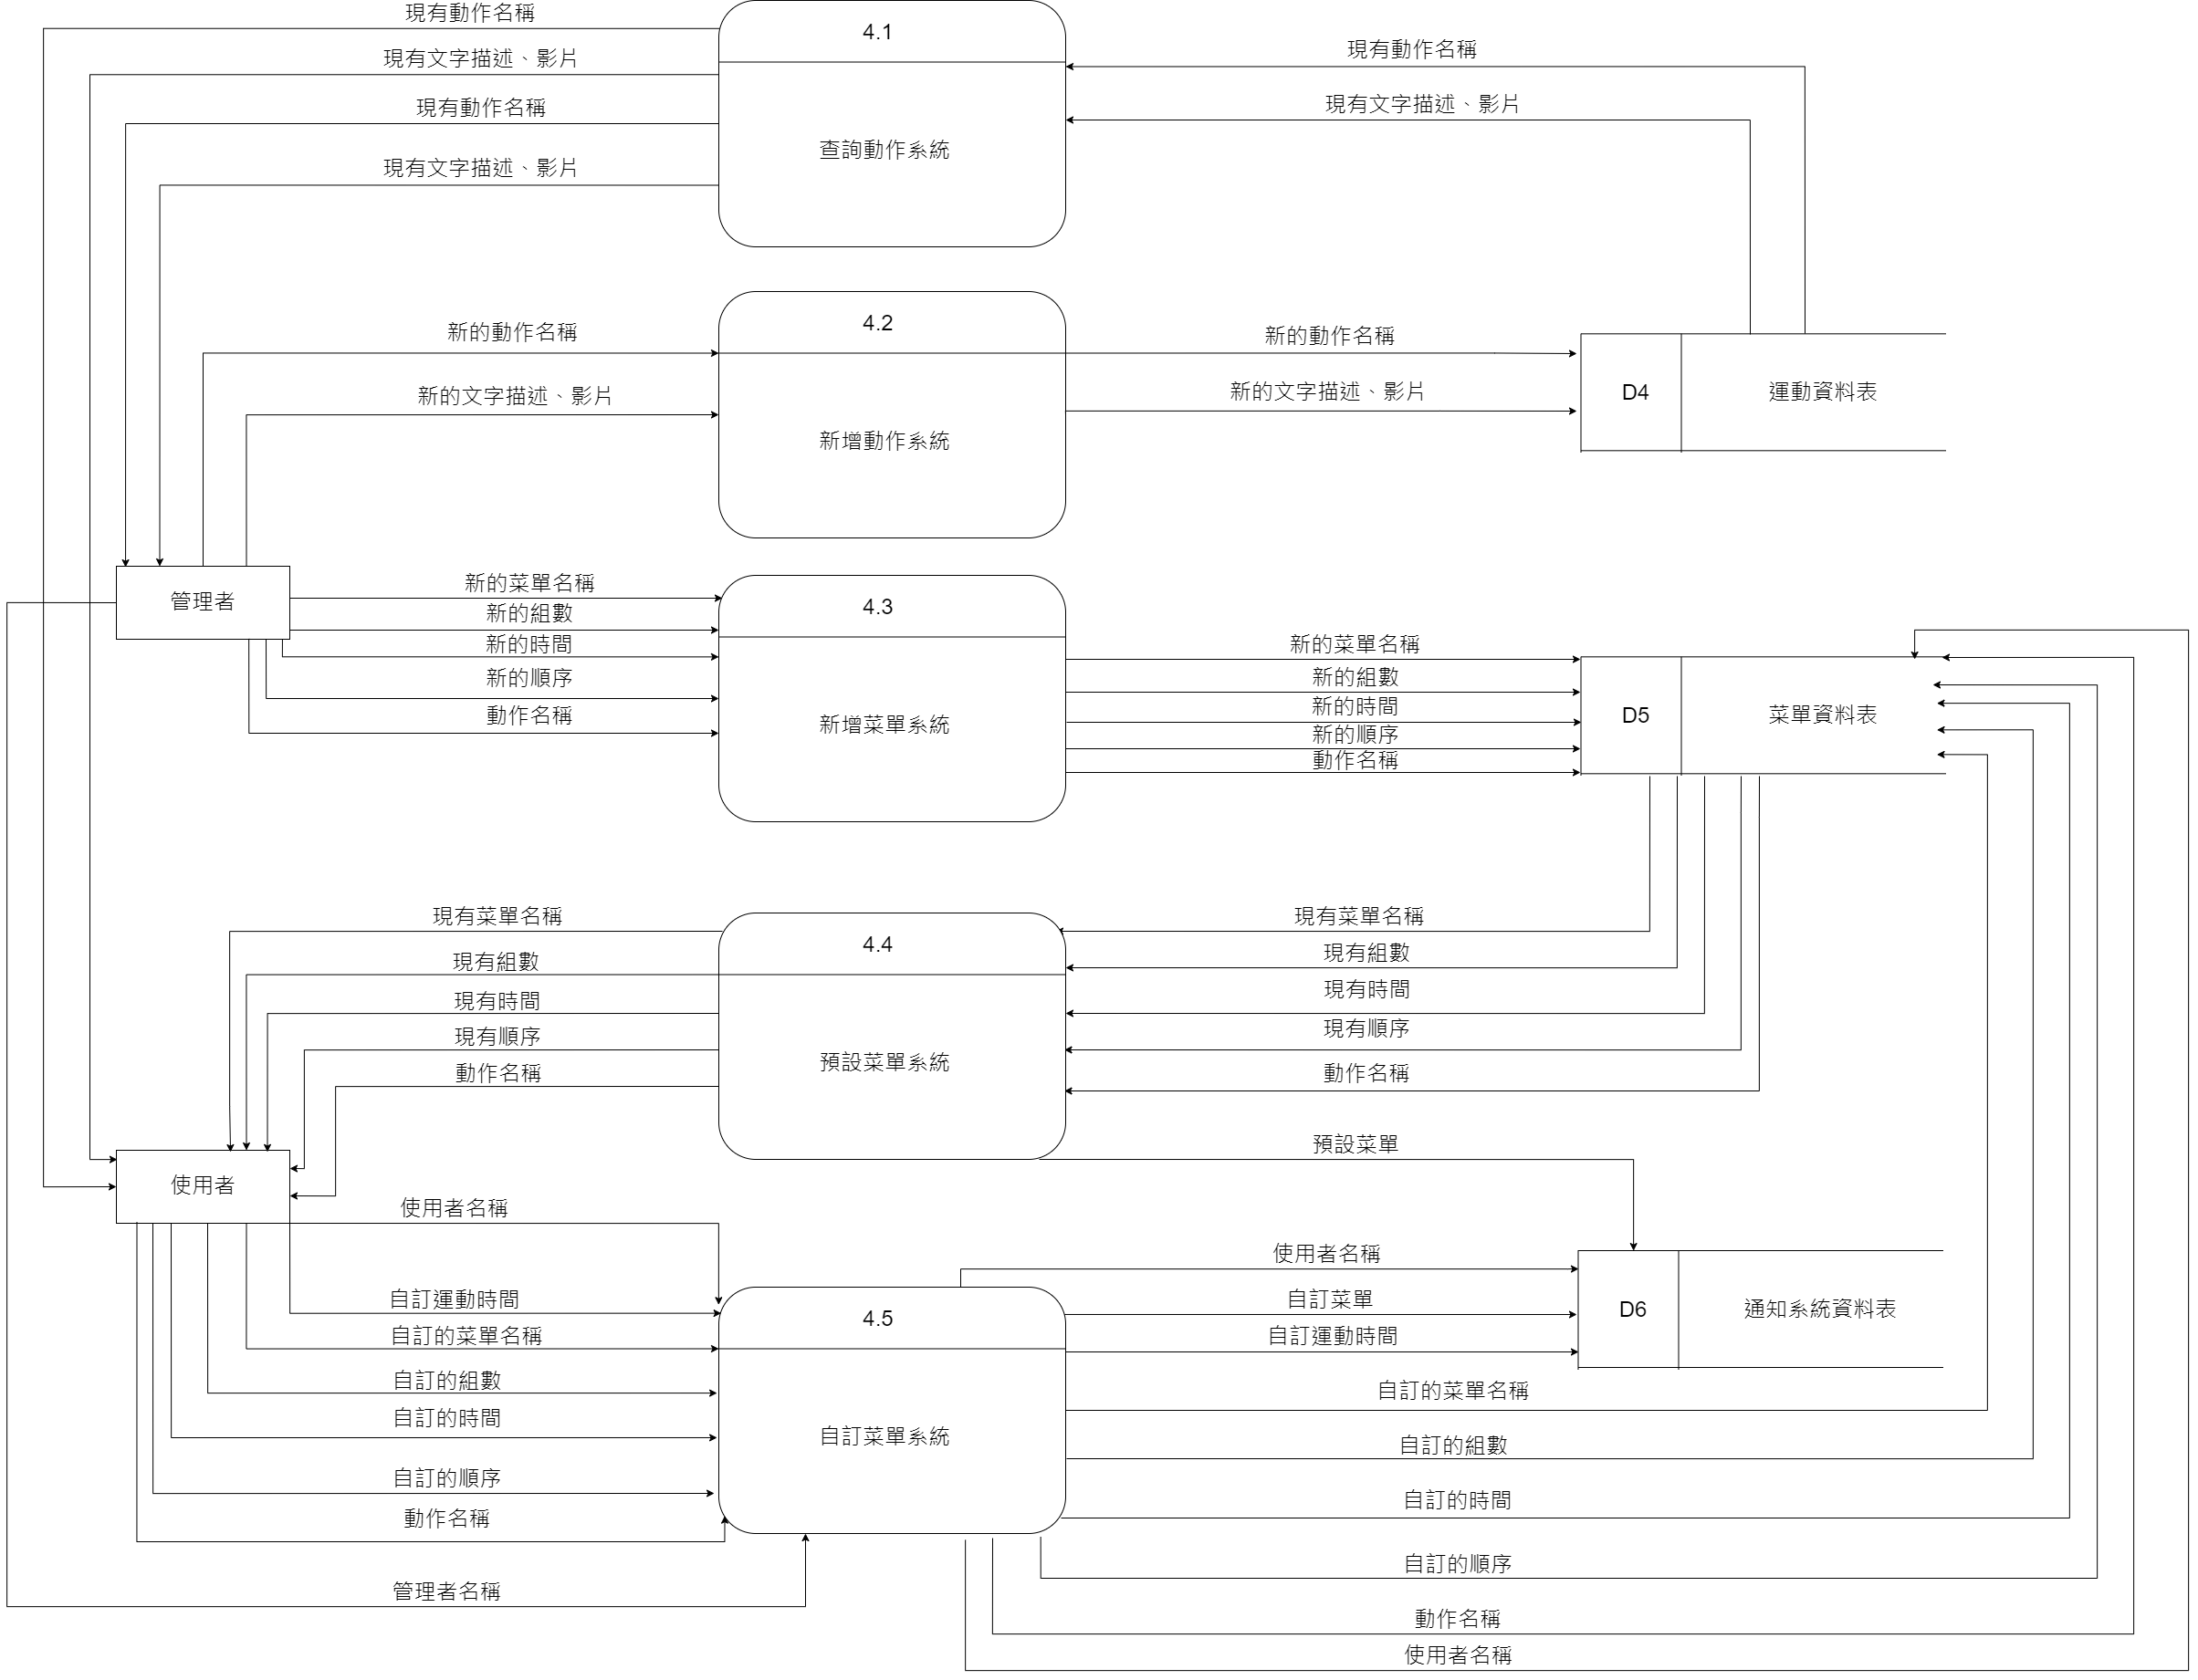 現有動作名稱
4.1
現有動作名稱
現有文字描述、影片
現有文字描述、影片
現有動作名稱
查詢動作系統
現有文字描述、影片
4.2
新的動作名稱
新的動作名稱
新的文字描述、影片
新的文字描述、影片
D4
運動資料表
新增動作系統
管理者
新的菜單名稱
4.3
新的組數
新的時間
新的菜單名稱
新的順序
新的組數
動作名稱
新的時間
新增菜單系統
D5
菜單資料表
新的順序
動作名稱
現有菜單名稱
4.4
現有菜單名稱
現有組數
現有組數
現有時間
現有時間
現有順序
現有順序
動作名稱
預設菜單系統
動作名稱
預設菜單
使用者
使用者名稱
使用者名稱
自訂運動時間
4.5
自訂菜單
D6
通知系統資料表
自訂的菜單名稱
自訂運動時間
自訂的組數
自訂的菜單名稱
自訂的時間
自訂菜單系統
自訂的組數
自訂的順序
自訂的時間
動作名稱
自訂的順序
管理者名稱
動作名稱
使用者名稱